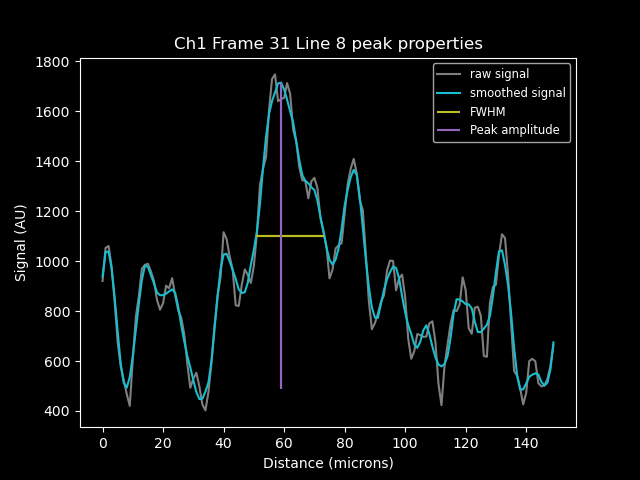 Ch1 Frame 31 Line 8 peak properties
raw signal
smoothed signal
FWHM
Peak amplitude
Signal (AU)
1800
1600
1400
1200
1000
800
600
400
0 20 40 60 80 100 120 140
Distance (microns)